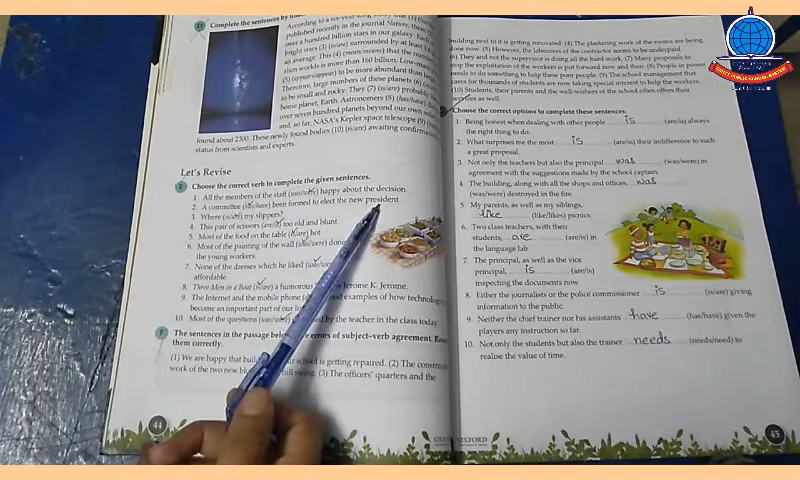 D Complete the sentences by
According to a six-year-long
published recently in the journal Nature,
over a hundred billion stars in our galaxy.
bright stars (3) (is/are) surrounded by at least
an average. This (4) (mean/means) that the number
alien worlds is more than 160 billion. Low-mass
(5) (appears/appear) to be more abundant than large
Therefore, large numbers of these planets (6)
to be small and rocky. They (7) (is/are) probably
home planet, Earth. Astronomers (8) (has/have)
over seven hundred planets beyond our own solar
and, so far, NASA's Kepler space telescope (9)
found about 2300. These newly found bodies (10) (is/are) awaiting confirmation
status from scientists and experts.
Let's Revise
E Choose the correct verb to complete the given sentences.
1. All the members of the staff (was/were) happy about the decision.
2. A committee (has/have) been formed to elect the new president.
3. Where (is/are) my slippers?
4. This pair of scissors (are/is) too old and blunt.
5. Most of the food on the table (is/are) hot
6. Most of the painting of the wall (was/were) done
the young workers.
7. None of the dresses which he liked (was/were)
affordable.
8. Three Men in a Boat (is/are) a humorous Jerome K. Jerome.
9. The Internet and the mobile phone good examples of how technology
become an important part of our
10. Most of the questions (was/were) by the teacher in the class today
F The sentences in the passage errors of subject–verb agreement.
them correctly.
(1) We are happy that school is getting repaired. (2) The
work of the two new full swing. (3) The officers' quarters and the
44
building next to it is getting renovated. (4) The plastering work of the rooms are being
done now. (5) However, the labourers of the contractor seems to be underpaid
(6) They and not the supervisor is doing all the hard work. (7) Many proposals to
stop the exploitation of the workers is put forward now and then. (8) People in power
needs to do something to help these poor people. (9) The school management that
cares for thousands of students are now taking special interest to help the workers.
(10) Students, their parents and the well-wishers of the school often offers their
services as well.
Choose the correct options to complete these sentences.
1. Being honest when dealing with other people is (are/is) always
the right thing to do.
2. What surprises me the most is (are/is) their indifference to such
a great proposal.
3. Not only the teachers but also the principal was (was/were) in
agreement with the suggestions made by the school captain.
4. The building, along with all the shops and offices, was
(was/were) destroyed in the fire.
5. My parents, as well as my siblings,
like (like/likes) picnics.
6. Two class teachers, with their
students, are (are/is) in
the language lab
7. The principal, as well as the vice
principal, is (are/is)
inspecting the documents now
8. Either the journalists or the police commissioner is (is/are) giving
information to the public.
9. Neither the chief trainer nor his assistants have (has/have) given the
players any instruction so far.
10. Not only the students but also the trainer needs (needs/need) to
realise the value of time.
OXFORD
45